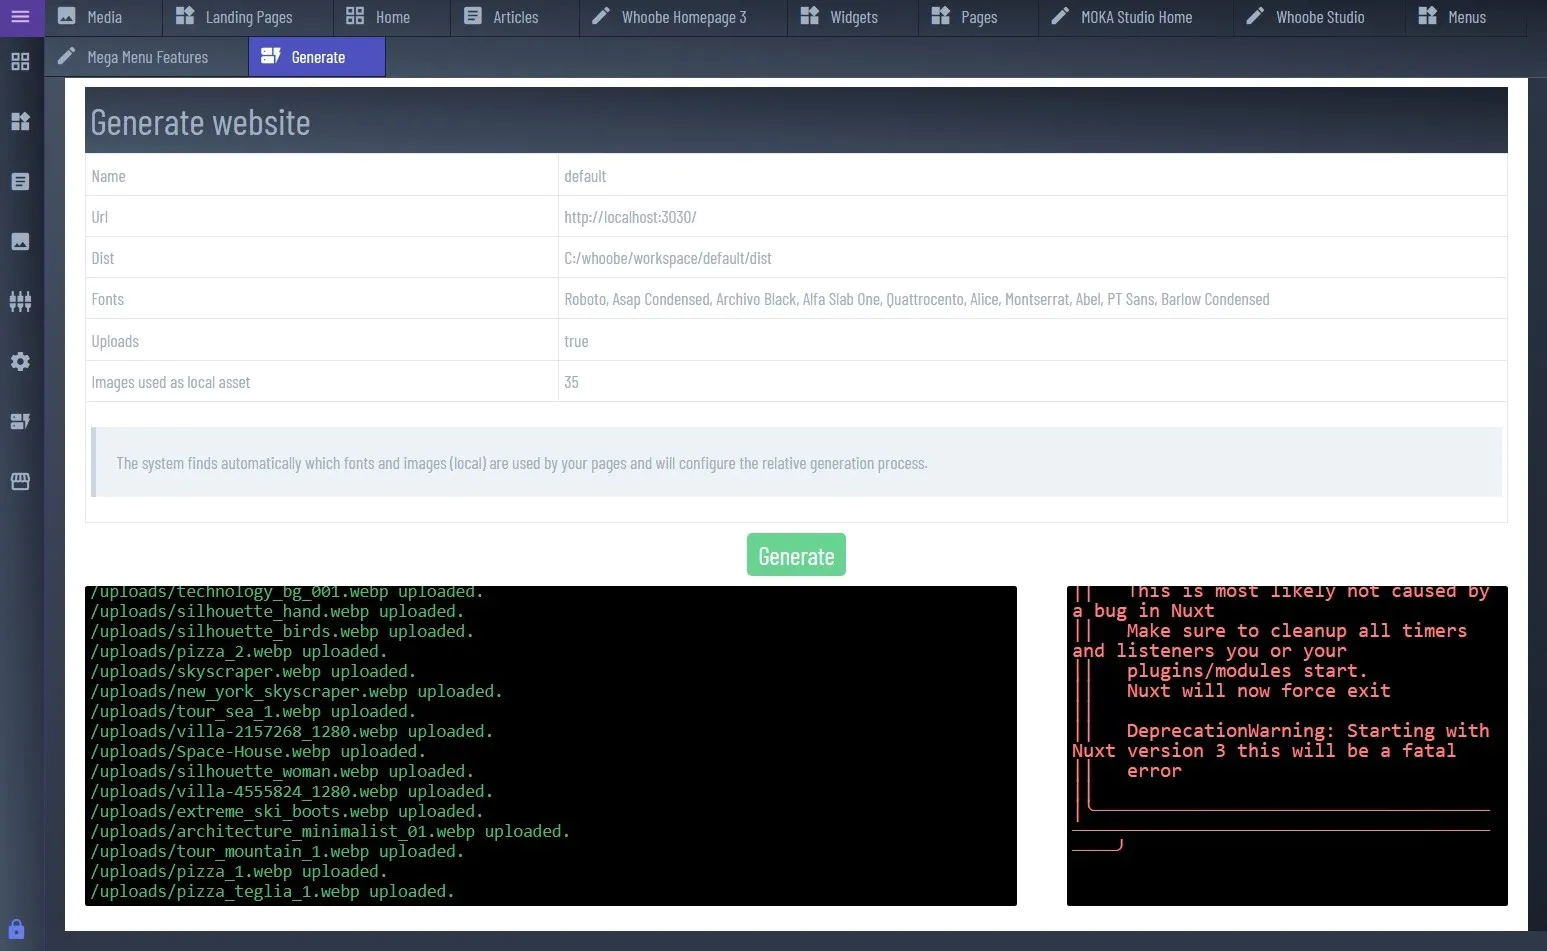 Media Landing Pages Home Articles Whoobe Homepage 3 Widgets Pages MOKA Studio Home Whoobe Studio Menus
Mega Menu Features Generate
Generate website
Name default
Url http://localhost:3030/
Dist C:/whoobe/workspace/default/dist
Fonts Roboto, Asap Condensed, Archivo Black, Alfa Slab One, Quattrocento, Alice, Montserrat, Abel, PT Sans, Barlow Condensed
Uploads true
Images used as local asset 35
The system finds automatically which fonts and images (local) are used by your pages and will configure the relative generation process.
Generate
/uploads/technology_bg_001.webp uploaded.
/uploads/silhouette_hand.webp uploaded.
/uploads/silhouette_birds.webp uploaded.
/uploads/pizza_2.webp uploaded.
/uploads/skyscraper.webp uploaded.
/uploads/new_york_skyscraper.webp uploaded.
/uploads/tour_sea_1.webp uploaded.
/uploads/villa-2157268_1280.webp uploaded.
/uploads/Space-House.webp uploaded.
/uploads/silhouette_woman.webp uploaded.
/uploads/villa-4555824_1280.webp uploaded.
/uploads/extreme_ski_boots.webp uploaded.
/uploads/architecture_minimalist_01.webp uploaded.
/uploads/tour_mountain_1.webp uploaded.
/uploads/pizza_1.webp uploaded.
/uploads/pizza_teglia_1.webp uploaded.
This is most likely not caused by
a bug in Nuxt
Make sure to cleanup all timers
and listeners you or your
plugins/modules start.
Nuxt will now force exit
DeprecationWarning: Starting with
Nuxt version 3 this will be a fatal
error